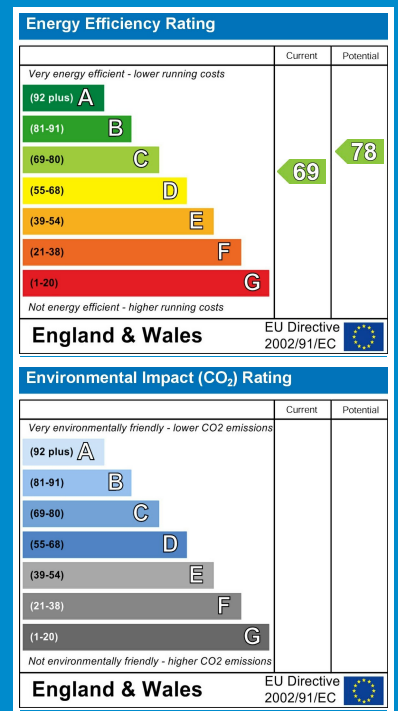 Energy Efficiency Rating
Current Potential
Very energy efficient - lower running costs
(92 plus) A
(81-91) B
(69-80) C
(55-68) D
(39-54) E
(21-38) F
(1-20) G
69
78
Not energy efficient - higher running costs
England & Wales
EU Directive
2002/91/EC
Environmental Impact (CO₂) Rating
Current Potential
Very environmentally friendly - lower CO2 emissions
(92 plus) A
(81-91) B
(69-80) C
(55-68) D
(39-54) E
(21-38) F
(1-20) G
Not environmentally friendly - higher CO2 emissions
England & Wales
EU Directive
2002/91/EC